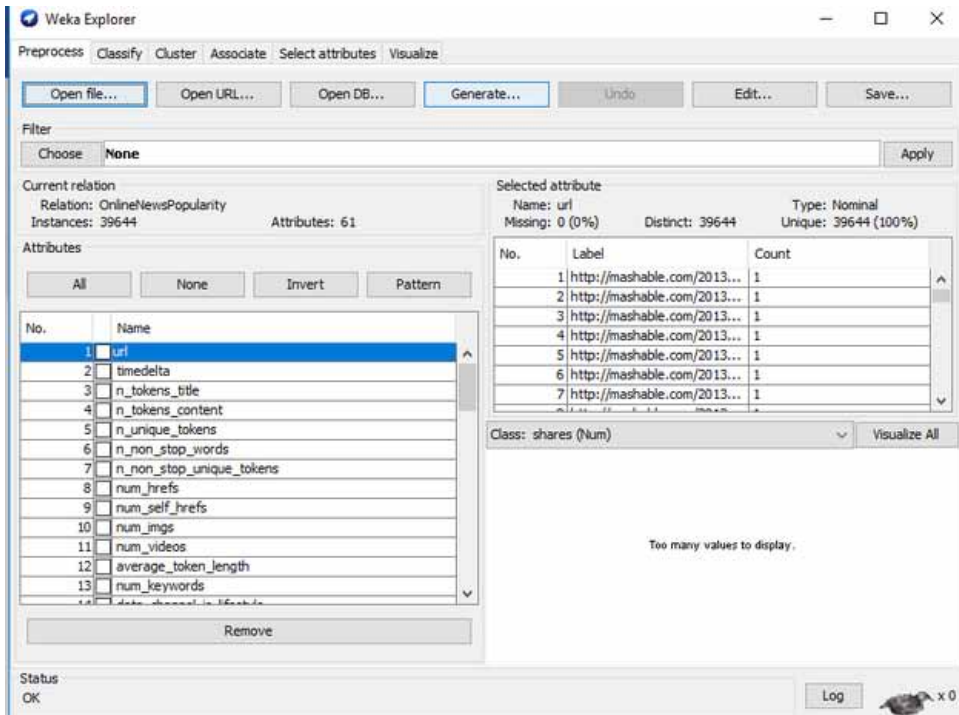 Weka Explorer
Preprocess Classify Cluster Associate Select attributes Visualize
Open file... Open URL... Open DB... Generate... Undo Edit... Save...
Filter
Choose None Apply
Current relation
Relation: OnlineNewsPopularity
Instances: 39644 Attributes: 61
Attributes
All None Invert Pattern
No. Name
1 url
2 timedelta
3 n_tokens_title
4 n_tokens_content
5 n_unique_tokens
6 n_non_stop_words
7 n_non_stop_unique_tokens
8 num_hrefs
9 num_self_hrefs
10 num_imgs
11 num_videos
12 average_token_length
13 num_keywords
Remove
Selected attribute
Name: url Type: Nominal
Missing: 0 (0%) Distinct: 39644 Unique: 39644 (100%)
No. Label Count
1 http://mashable.com/2013... 1
2 http://mashable.com/2013... 1
3 http://mashable.com/2013... 1
4 http://mashable.com/2013... 1
5 http://mashable.com/2013... 1
6 http://mashable.com/2013... 1
7 http://mashable.com/2013... 1
Class: shares (Num) Visualize All
Too many values to display.
Status
OK
Log x 0